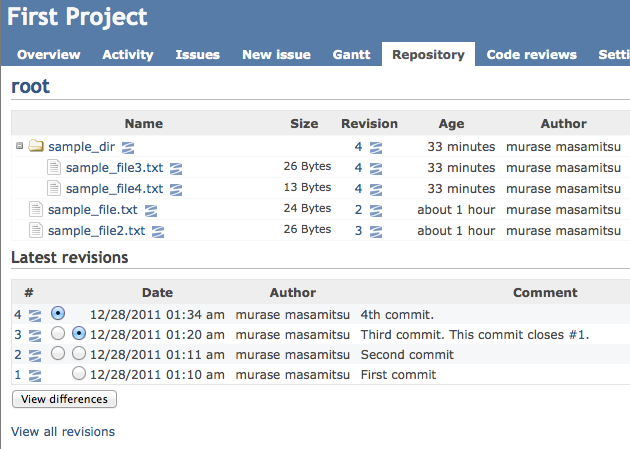 First Project
Overview Activity Issues New issue Gantt Repository Code reviews Setti
root
Name Size Revision Age Author
sample_dir 4 33 minutes murase masamitsu
sample_file3.txt 26 Bytes 4 33 minutes murase masamitsu
sample_file4.txt 13 Bytes 4 33 minutes murase masamitsu
sample_file.txt 24 Bytes 2 about 1 hour murase masamitsu
sample_file2.txt 26 Bytes 3 about 1 hour murase masamitsu
Latest revisions
# Date Author Comment
4 12/28/2011 01:34 am murase masamitsu 4th commit.
3 12/28/2011 01:20 am murase masamitsu Third commit. This commit closes #1.
2 12/28/2011 01:11 am murase masamitsu Second commit
1 12/28/2011 01:10 am murase masamitsu First commit
View differences
View all revisions